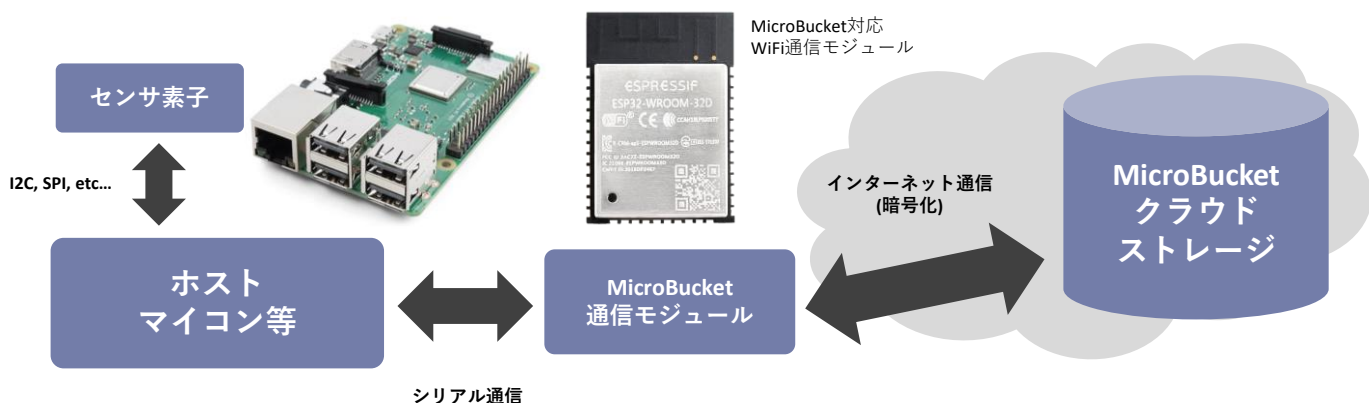 MicroBucket対応
WiFi通信モジュール
ESPRESSIF
ESP32-WROOM-32D
センサ素子
I2C, SPI, etc…
インターネット通信
(暗号化)
MicroBucket
クラウド
ストレージ
ホスト
マイコン等
MicroBucket
通信モジュール
シリアル通信